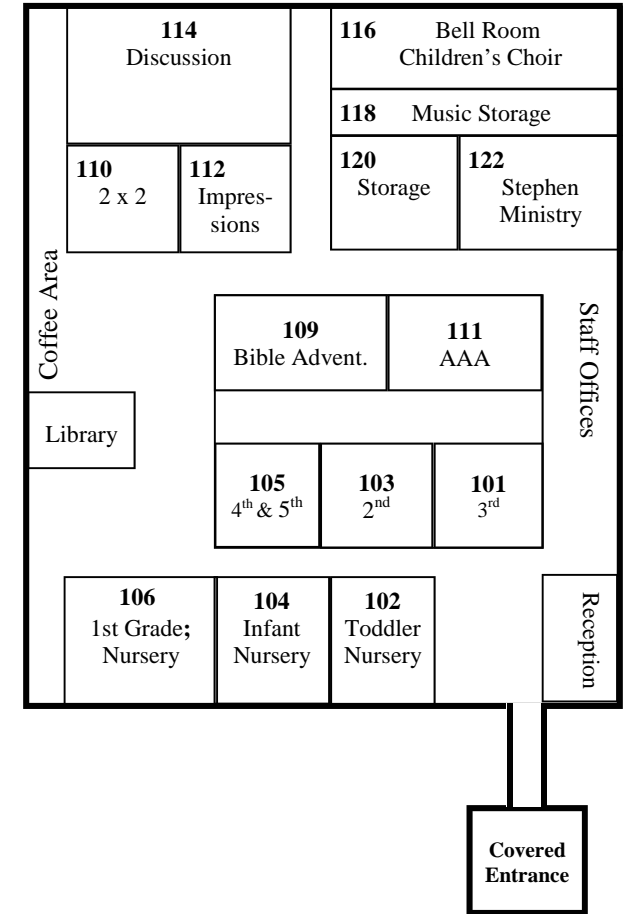 114
Discussion
116 Bell Room
Children’s Choir
118 Music Storage
110
2 x 2
112
Impres-
sions
120
Storage
122
Stephen
Ministry
Coffee Area
109
Bible Advent.
111
AAA
Staff Offices
Library
105
4th & 5th
103
2nd
101
3rd
106
1st Grade;
Nursery
104
Infant
Nursery
102
Toddler
Nursery
Reception
Covered
Entrance